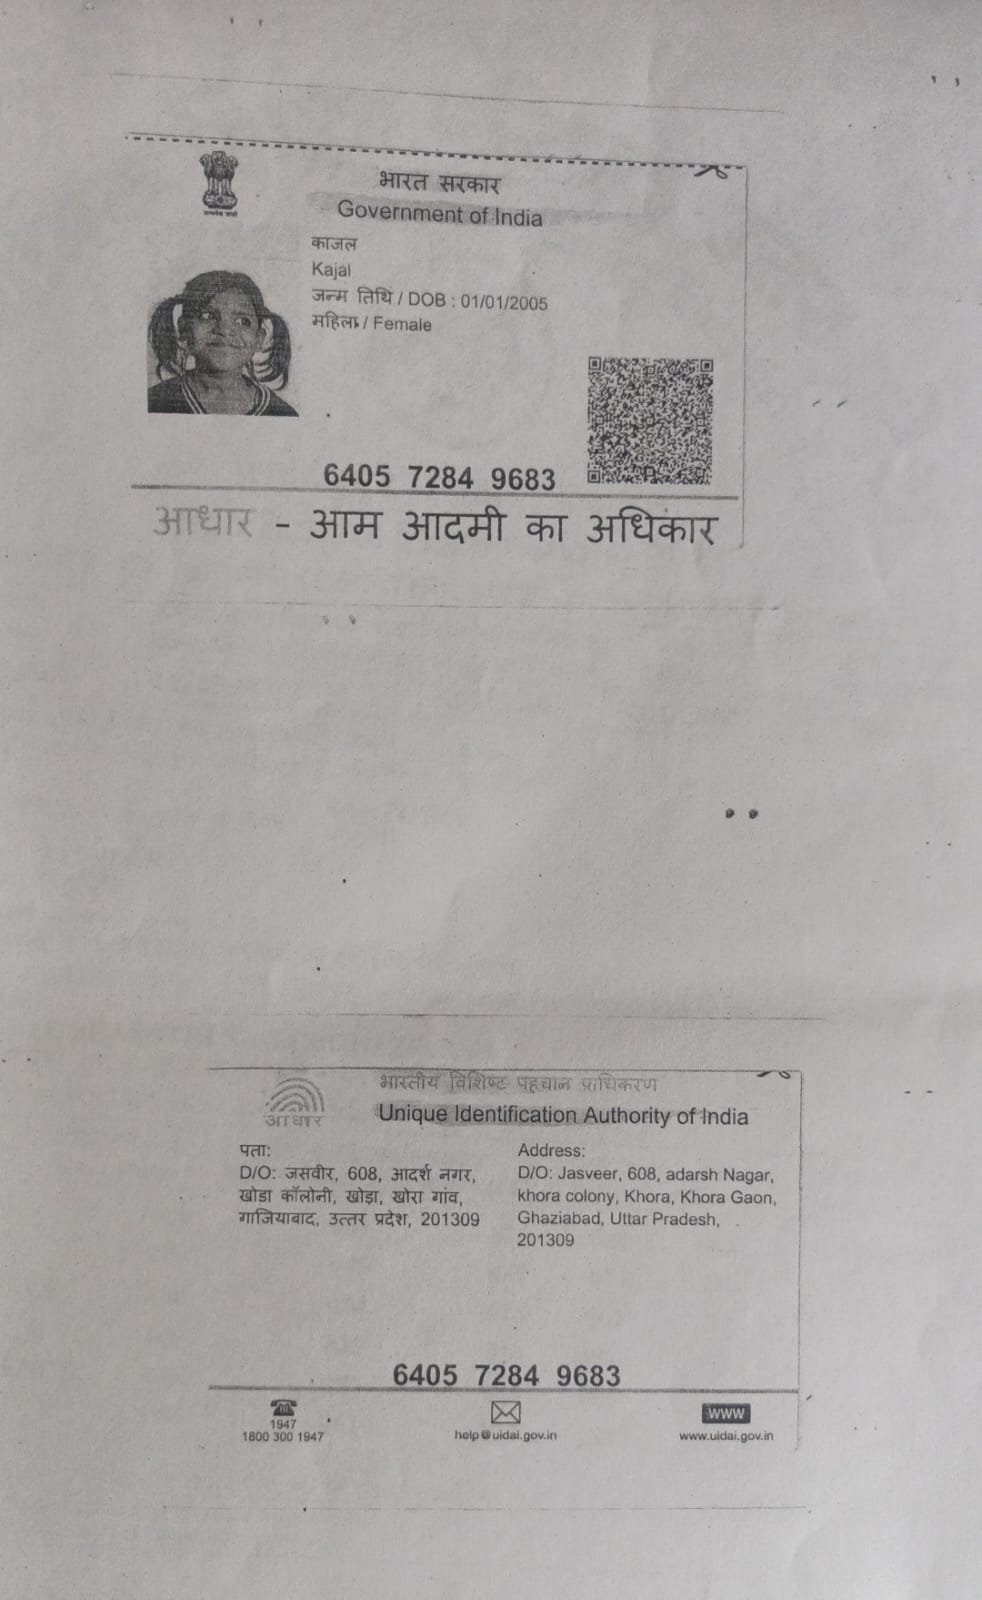 भारत सरकार
Government of India
काजल
Kajal
जन्म तिथि / DOB : 01/01/2005
महिला / Female
6405 7284 9683
आधार - आम आदमी का अधिकार
भारतीय विशिष्ट पहचान प्राधिकरण
आधार
Unique Identification Authority of India
पता:
D/O: जसवीर, 608, आदर्श नगर,
खोडा कॉलोनी, खोड़ा, खोरा गांव,
गाजियाबाद, उत्तर प्रदेश, 201309
Address:
D/O: Jasveer, 608, adarsh Nagar,
khora colony, Khora, Khora Gaon,
Ghaziabad, Uttar Pradesh,
201309
6405 7284 9683
1947
1800 300 1947
help@uidai.gov.in
www
www.uidai.gov.in